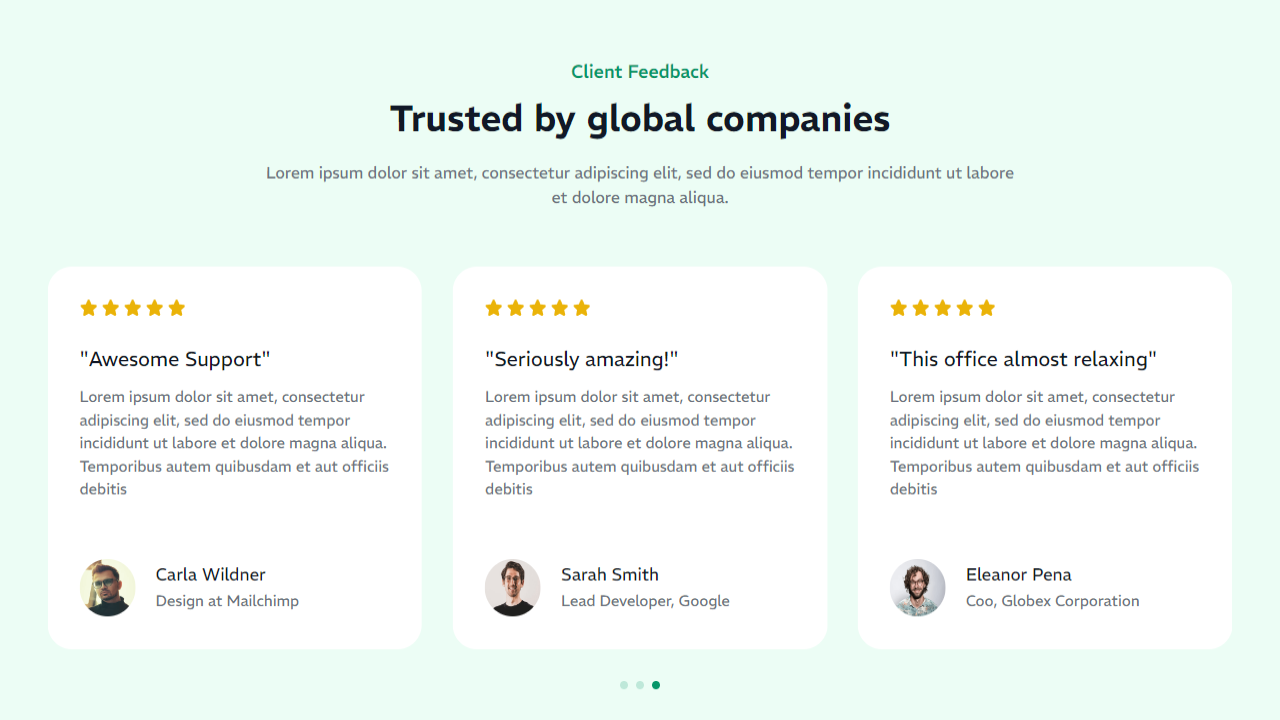 Client Feedback
Trusted by global companies
Lorem ipsum dolor sit amet, consectetur adipiscing elit, sed do eiusmod tempor incididunt ut labore
et dolore magna aliqua.
"Awesome Support"
Lorem ipsum dolor sit amet, consectetur
adipiscing elit, sed do eiusmod tempor
incididunt ut labore et dolore magna aliqua.
Temporibus autem quibusdam et aut officiis
debitis
Carla Wildner
Design at Mailchimp
"Seriously amazing!"
Lorem ipsum dolor sit amet, consectetur
adipiscing elit, sed do eiusmod tempor
incididunt ut labore et dolore magna aliqua.
Temporibus autem quibusdam et aut officiis
debitis
Sarah Smith
Lead Developer, Google
"This office almost relaxing"
Lorem ipsum dolor sit amet, consectetur
adipiscing elit, sed do eiusmod tempor
incididunt ut labore et dolore magna aliqua.
Temporibus autem quibusdam et aut officiis
debitis
Eleanor Pena
Coo, Globex Corporation